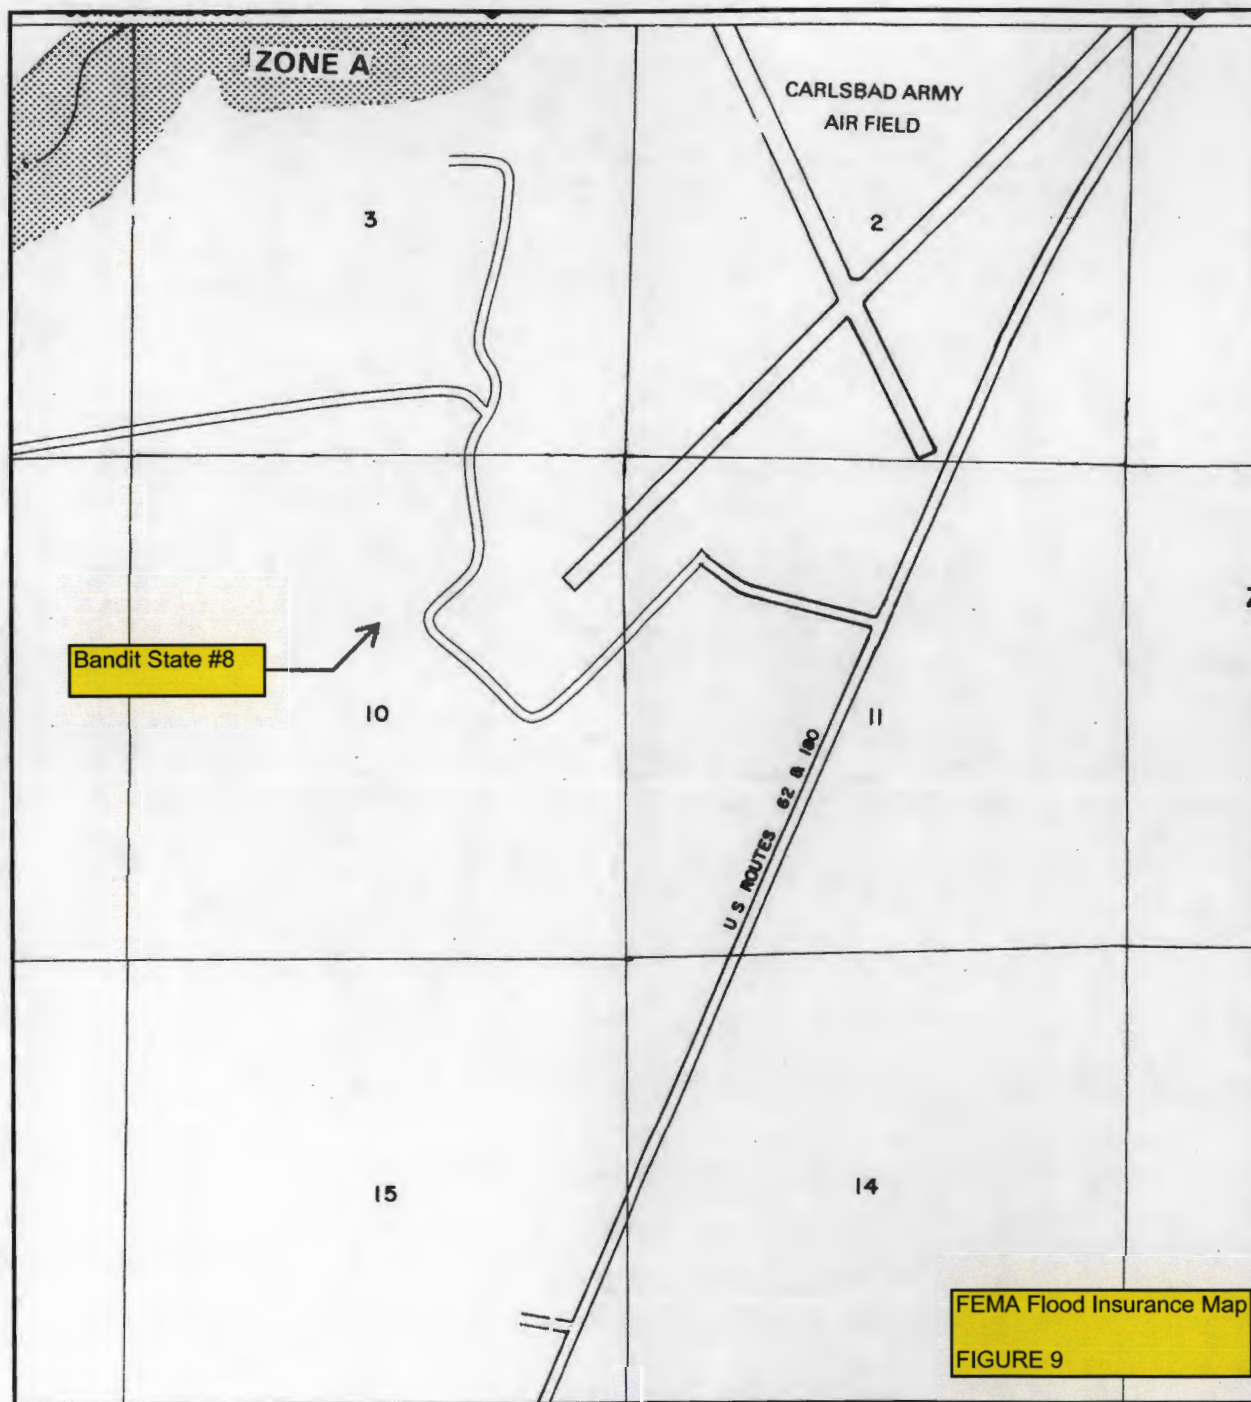 ZONE A
CARLSBAD ARMY
AIR FIELD
3
2
Bandit State #8
10
11
U S ROUTES 62 & 180
15
14
FEMA Flood Insurance Map
FIGURE 9